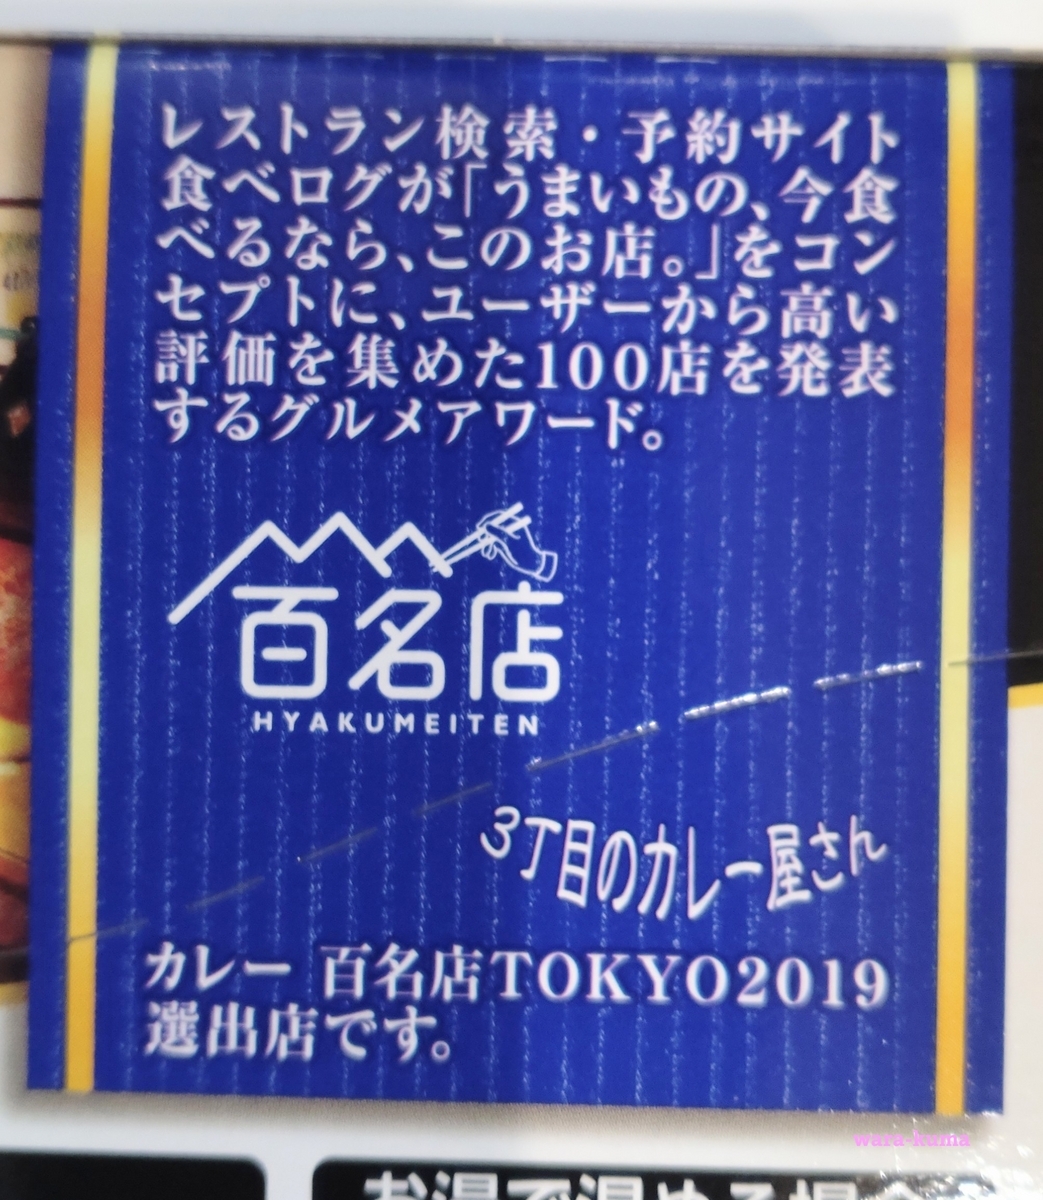 レストラン検索・予約サイト
食べログが「うまいもの、今食
べるなら、このお店。」をコン
セプトに、ユーザーから高い
評価を集めた100店を発表
するグルメアワード。
百名店
HYAKUMEITEN
3丁目のカレー屋さん
カレー 百名店TOKYO2019
選出店です。
wara-kuma